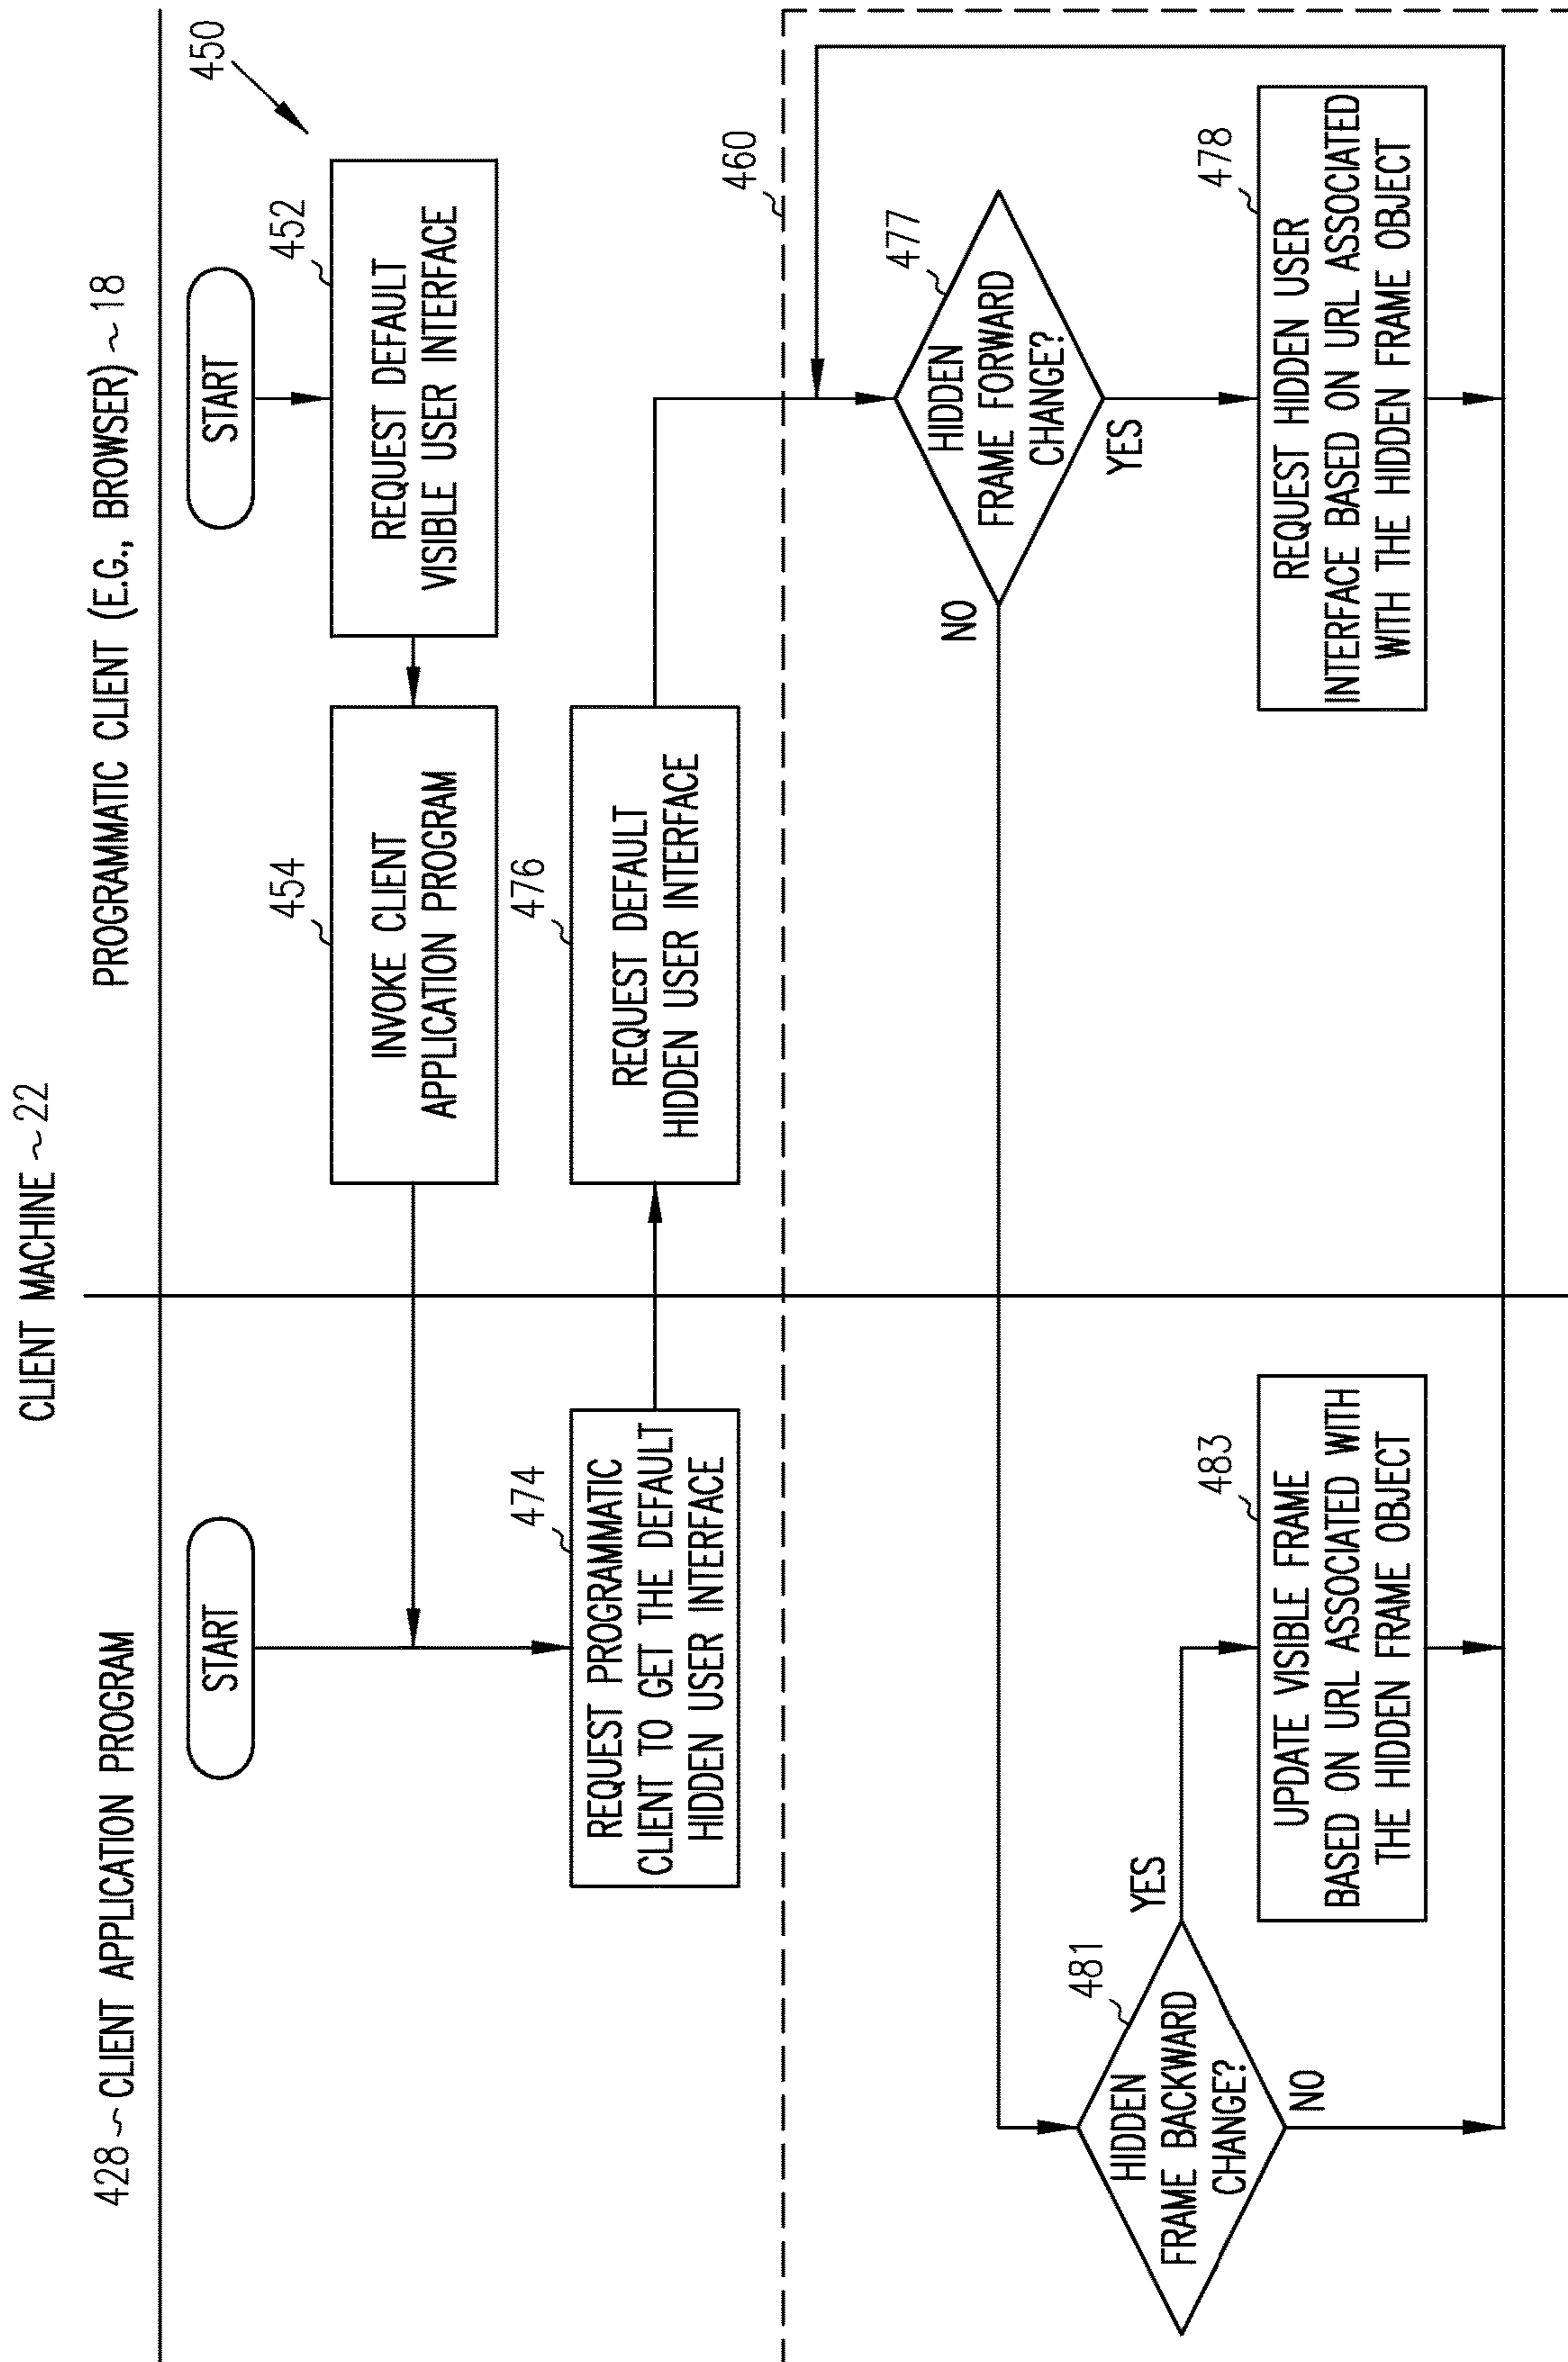 CLIENT MACHINE ~22
428~ CLIENT APPLICATION PROGRAM
PROGRAMMATIC CLIENT (E.G., BROWSER) ~18
450
START
START
452
REQUEST DEFAULT
VISIBLE USER INTERFACE
454
INVOKE CLIENT
APPLICATION PROGRAM
474
REQUEST PROGRAMMATIC
CLIENT TO GET THE DEFAULT
HIDDEN USER INTERFACE
476
REQUEST DEFAULT
HIDDEN USER INTERFACE
460
477
HIDDEN
FRAME FORWARD
CHANGE?
NO
YES
478
REQUEST HIDDEN USER
INTERFACE BASED ON URL ASSOCIATED
WITH THE HIDDEN FRAME OBJECT
481
HIDDEN
FRAME BACKWARD
CHANGE?
YES
NO
483
UPDATE VISIBLE FRAME
BASED ON URL ASSOCIATED WITH
THE HIDDEN FRAME OBJECT